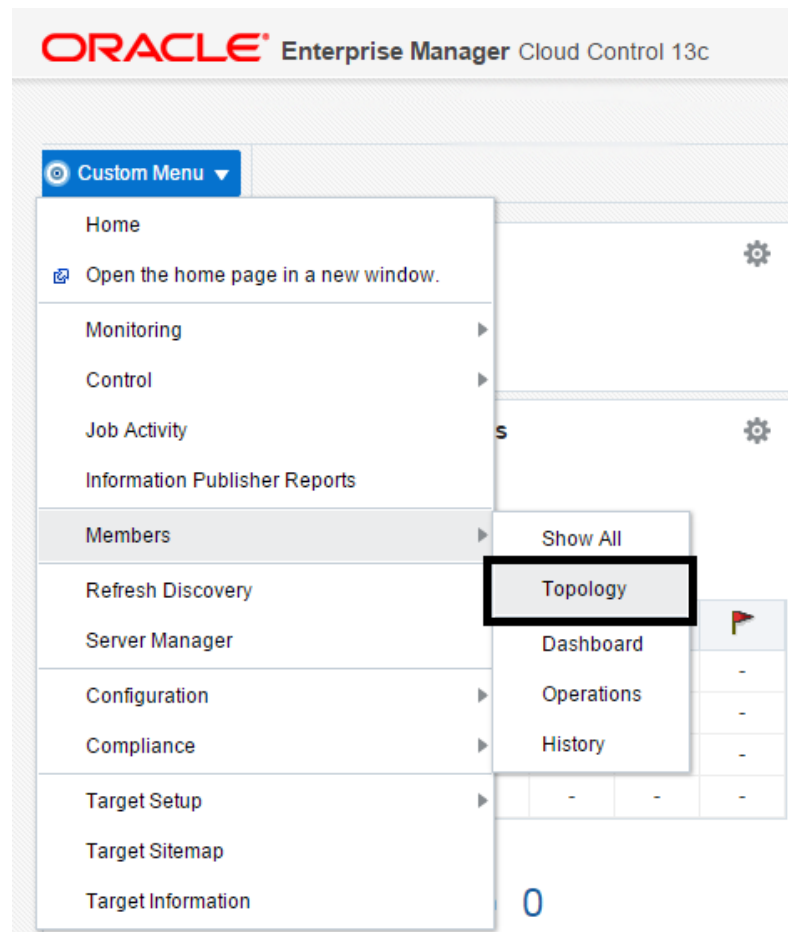 ORACLE Enterprise Manager Cloud Control 13c
Custom Menu
Home
Open the home page in a new window.
Monitoring
Control
Job Activity
s
Information Publisher Reports
Members
Show All
Refresh Discovery
Topology
Server Manager
Dashboard
Configuration
Operations
Compliance
History
-
-
-
Target Setup
- - -
Target Sitemap
Target Information
0